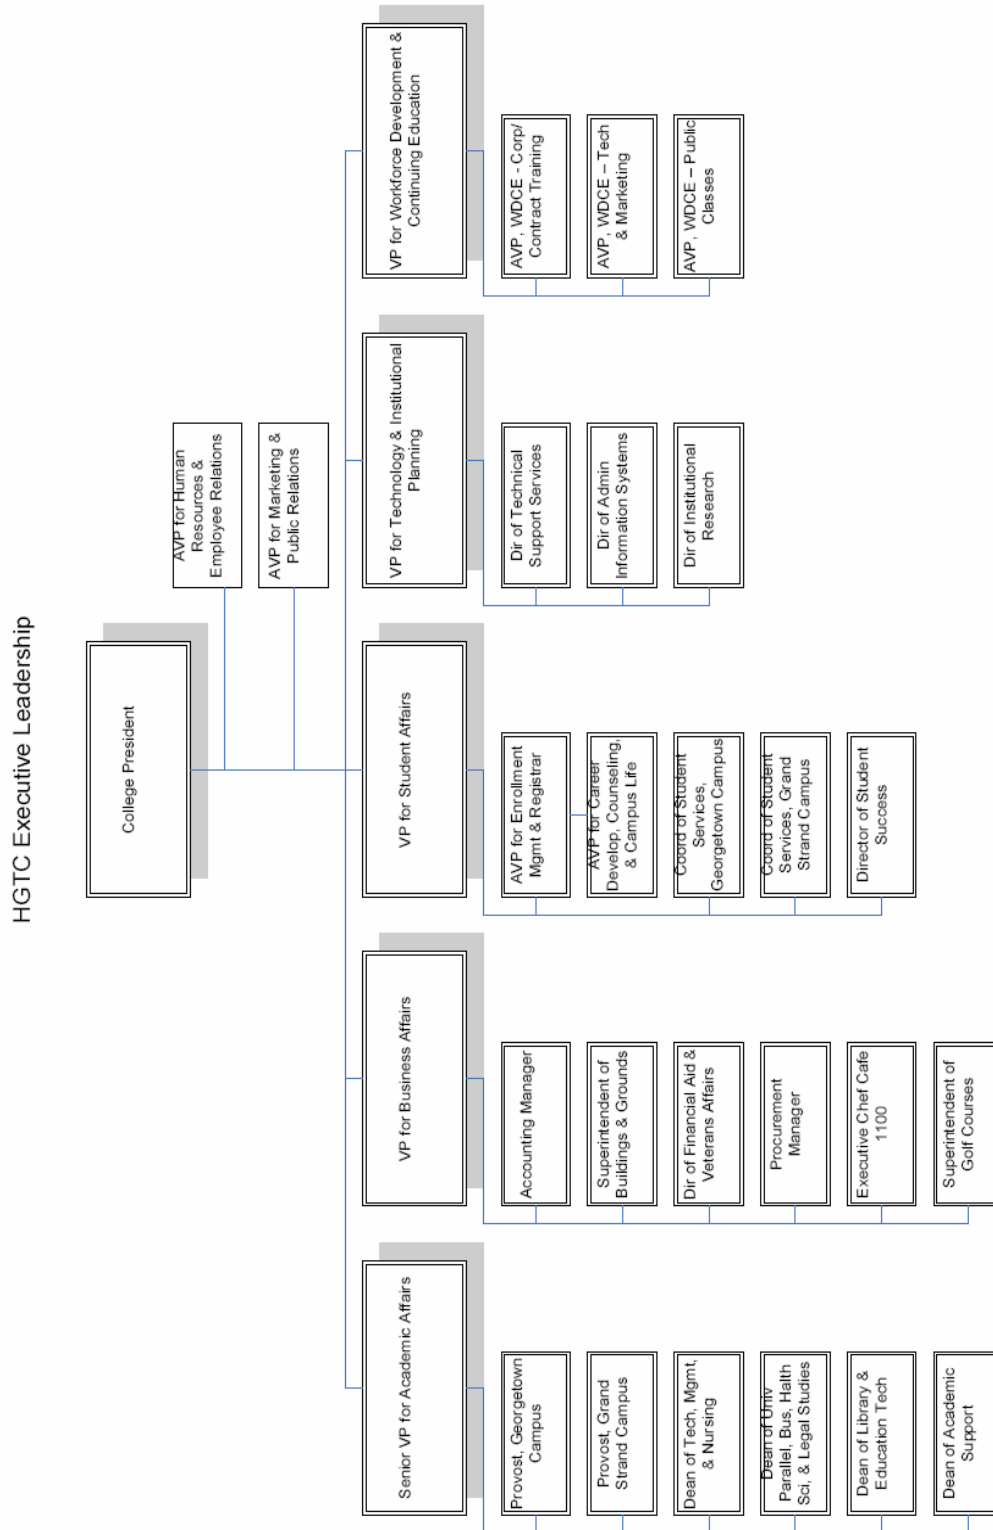 HGTC Executive Leadership
College President
AVP for Human
Resources &
Employee Relations
AVP for Marketing &
Public Relations
Senior VP for Academic Affairs
Provost, Georgetown
Campus
Provost, Grand
Strand Campus
Dean of Tech, Mgmt,
& Nursing
Dean of Univ
Parallel, Bus, Halth
Sci, & Legal Studies
Dean of Library &
Education Tech
Dean of Academic
Support
VP for Business Affairs
Accounting Manager
Superintendent of
Buildings & Grounds
Dir of Financial Aid &
Veterans Affairs
Procurement
Manager
Executive Chef Cafe
1100
Superintendent of
Golf Courses
VP for Student Affairs
AVP for Enrollment
Mgmt & Registrar
AVP for Career
Develop, Counseling,
& Campus Life
Coord of Student
Services,
Georgetown Campus
Coord of Student
Services, Grand
Strand Campus
Director of Student
Success
VP for Technology & Institutional
Planning
Dir of Technical
Support Services
Dir of Admin
Information Systems
Dir of Institutional
Research
VP for Workforce Development &
Continuing Education
AVP, WDCE - Corp/
Contract Training
AVP, WDCE – Tech
& Marketing
AVP, WDCE – Public
Classes